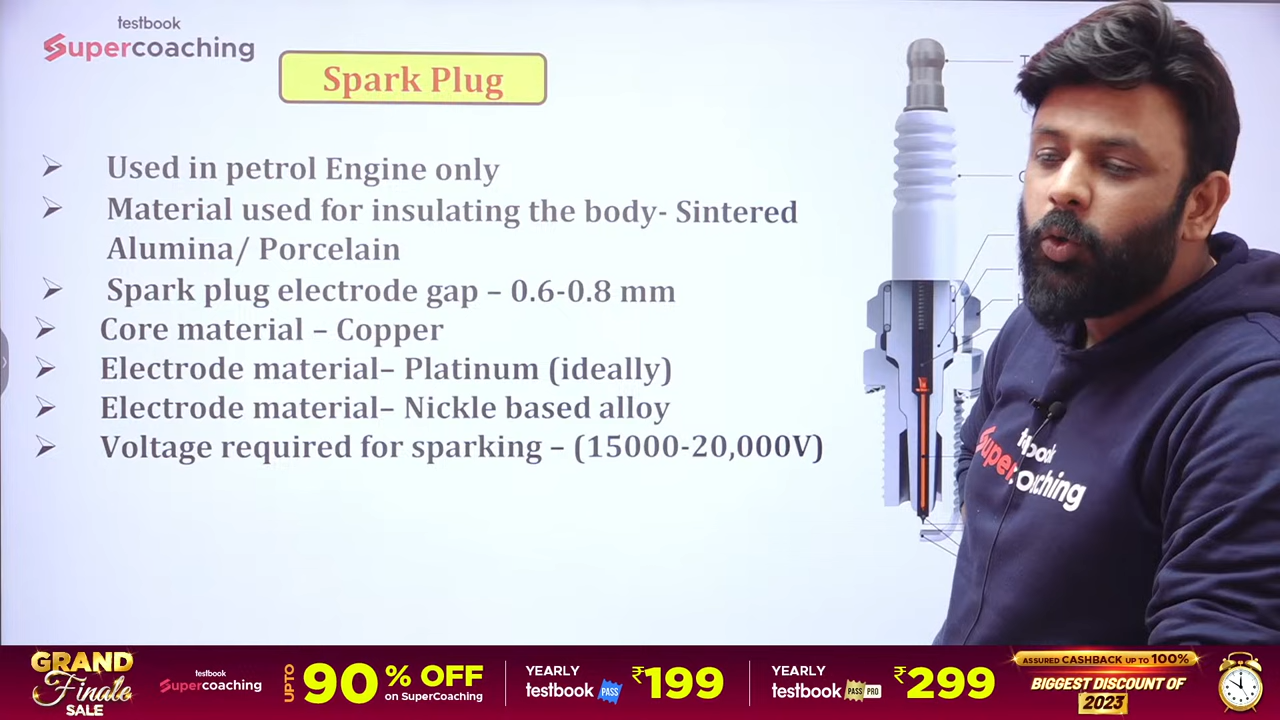 testbook
Supercoaching
Spark Plug
➢ Used in petrol Engine only
➢ Material used for insulating the body- Sintered
Alumina/ Porcelain
➢ Spark plug electrode gap – 0.6-0.8 mm
➢ Core material – Copper
➢ Electrode material– Platinum (ideally)
➢ Electrode material– Nickle based alloy
➢ Voltage required for sparking – (15000-20,000V)
testbook
Supercoaching
GRAND
Finale
SALE
testbook
Supercoaching
UPTO 90% OFF
on SuperCoaching
YEARLY
testbook PASS
₹199
YEARLY
testbook PASS PRO
₹299
ASSURED CASHBACK UP TO 100%
BIGGEST DISCOUNT OF
2023